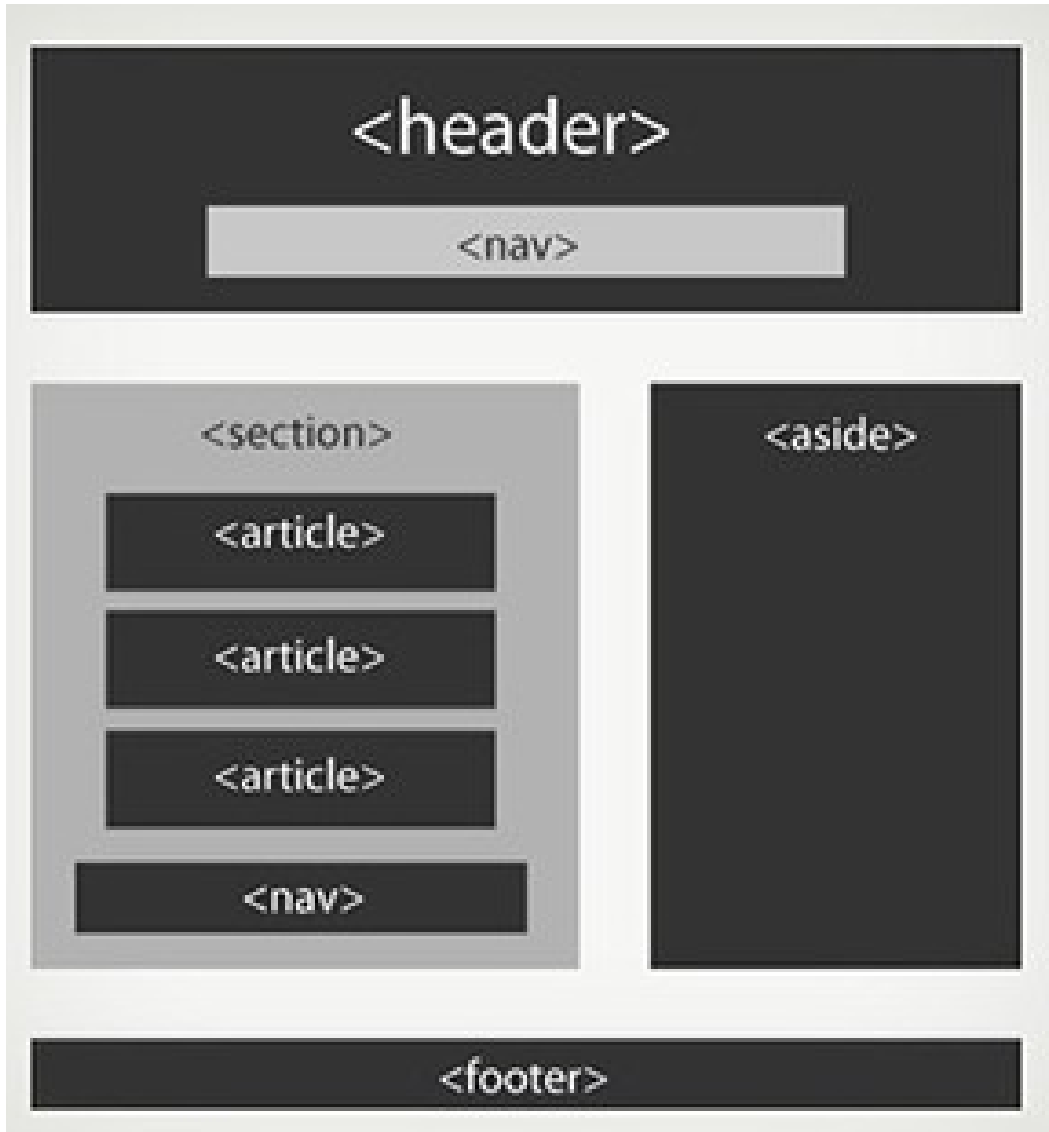 <header>
<nav>
<section>
<article>
<article>
<article>
<nav>
<aside>
<footer>